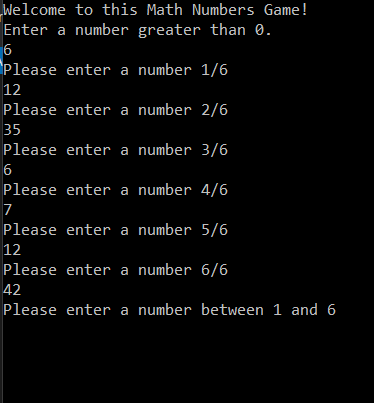 Welcome to this Math Numbers Game!
Enter a number greater than 0.
6
Please enter a number 1/6
12
Please enter a number 2/6
35
Please enter a number 3/6
6
Please enter a number 4/6
7
Please enter a number 5/6
12
Please enter a number 6/6
42
Please enter a number between 1 and 6